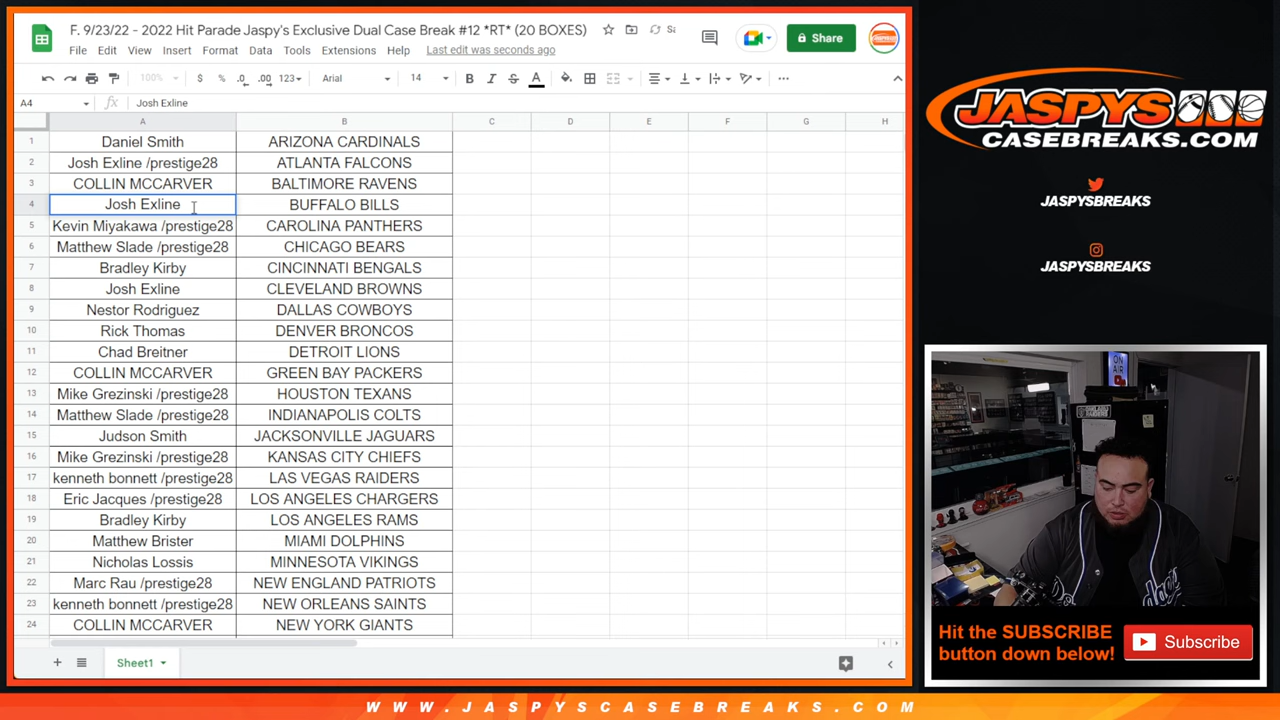 F. 9/23/22 - 2022 Hit Parade Jaspy's Exclusive Dual Case Break #12 *RT* (20 BOXES)
File Edit View Format Data Tools Extensions Help Last edit was seconds ago
Share
100% $ % .0 .00 123 Arial 14 B I S A
A4 fx Josh Exline
A B C D E F G H
1 Daniel Smith ARIZONA CARDINALS
2 Josh Exline /prestige28 ATLANTA FALCONS
3 COLLIN MCCARVER BALTIMORE RAVENS
4 Josh Exline BUFFALO BILLS
5 Kevin Miyakawa /prestige28 CAROLINA PANTHERS
6 Matthew Slade /prestige28 CHICAGO BEARS
7 Bradley Kirby CINCINNATI BENGALS
8 Josh Exline CLEVELAND BROWNS
9 Nestor Rodriguez DALLAS COWBOYS
10 Rick Thomas DENVER BRONCOS
11 Chad Breitner DETROIT LIONS
12 COLLIN MCCARVER GREEN BAY PACKERS
13 Mike Grezinski /prestige28 HOUSTON TEXANS
14 Matthew Slade /prestige28 INDIANAPOLIS COLTS
15 Judson Smith JACKSONVILLE JAGUARS
16 Mike Grezinski /prestige28 KANSAS CITY CHIEFS
17 kenneth bonnett /prestige28 LAS VEGAS RAIDERS
18 Eric Jacques /prestige28 LOS ANGELES CHARGERS
19 Bradley Kirby LOS ANGELES RAMS
20 Matthew Brister MIAMI DOLPHINS
21 Nicholas Lossis MINNESOTA VIKINGS
22 Marc Rau /prestige28 NEW ENGLAND PATRIOTS
23 kenneth bonnett /prestige28 NEW ORLEANS SAINTS
24 COLLIN MCCARVER NEW YORK GIANTS
Sheet1
JASPYS
CASEBREAKS.COM
JASPYSBREAKS
JASPYSBREAKS
ON AIR
Hit the SUBSCRIBE
button down below!
Subscribe
WWW.JASPYSCASEBREAKS.COM